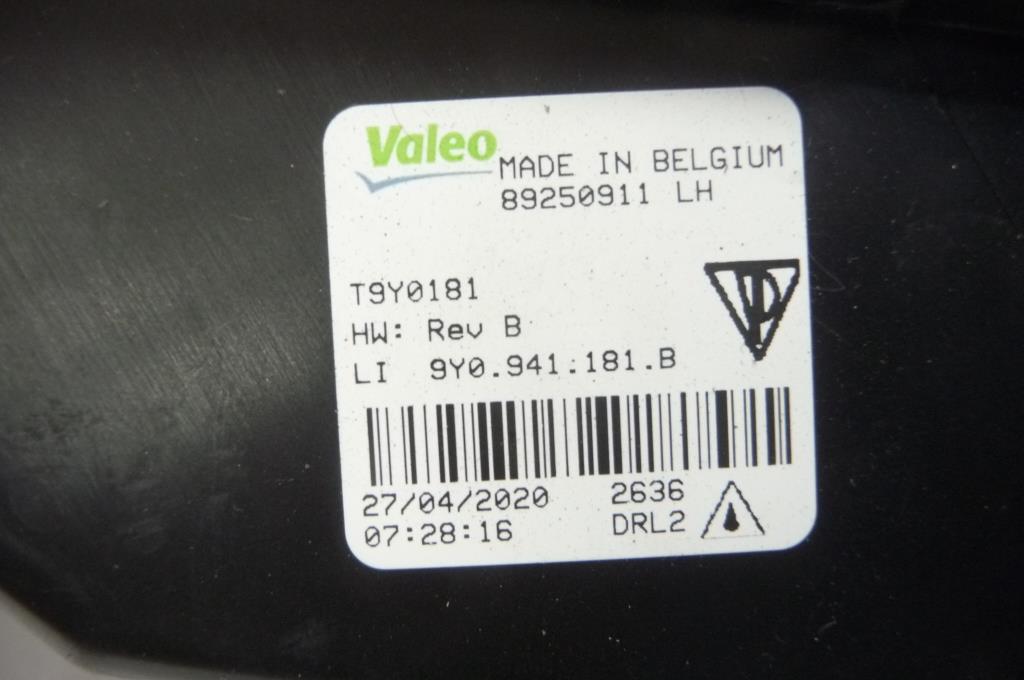 Valeo
MADE IN BELGIUM
89250911 LH
T9Y0181
HW: Rev B
LI 9Y0.941.181.B
27/04/2020 2636
07:28:16 DRL2